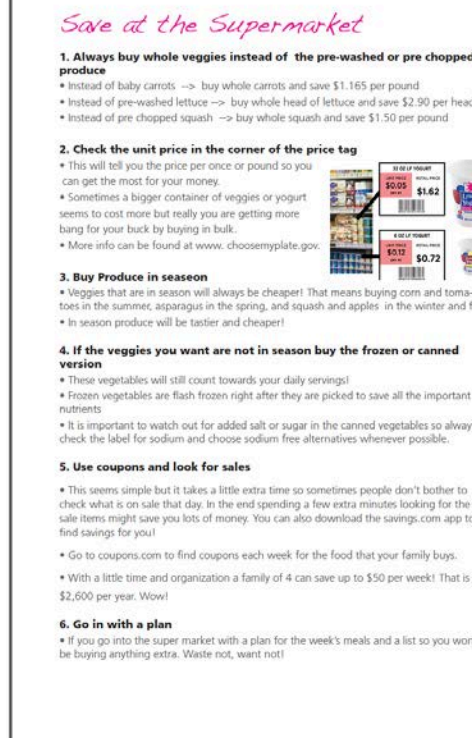 Save at the Supermarket
1. Always buy whole veggies instead of the pre-washed or pre chopped
produce
• Instead of baby carrots --> buy whole carrots and save $1.165 per pound
• Instead of pre-washed lettuce --> buy whole head of lettuce and save $2.90 per head
• Instead of pre chopped squash --> buy whole squash and save $1.50 per pound
2. Check the unit price in the corner of the price tag
• This will tell you the price per once or pound so you
can get the most for your money.
• Sometimes a bigger container of veggies or yogurt
seems to cost more but really you are getting more
bang for your buck by buying in bulk.
• More info can be found at www. choosemyplate.gov.
32 OZ LF YOGURT
UNIT PRICE RETAIL PRICE
$0.05 $1.62
6 OZ LF YOGURT
UNIT PRICE RETAIL PRICE
$0.12 $0.72
3. Buy Produce in seaseon
• Veggies that are in season will always be cheaper! That means buying corn and toma-
toes in the summer, asparagus in the spring, and squash and apples in the winter and f
• In season produce will be tastier and cheaper!
4. If the veggies you want are not in season buy the frozen or canned
version
• These vegetables will still count towards your daily servings!
• Frozen vegetables are flash frozen right after they are picked to save all the important
nutrients
• It is important to watch out for added salt or sugar in the canned vegetables so alway
check the label for sodium and choose sodium free alternatives whenever possible.
5. Use coupons and look for sales
• This seems simple but it takes a little extra time so sometimes people don't bother to
check what is on sale that day. In the end spending a few extra minutes looking for the
sale items might save you lots of money. You can also download the savings.com app to
find savings for you!
• Go to coupons.com to find coupons each week for the food that your family buys.
• With a little time and organization a family of 4 can save up to $50 per week! That is
$2,600 per year. Wow!
6. Go in with a plan
• If you go into the super market with a plan for the week's meals and a list so you won
be buying anything extra. Waste not, want not!